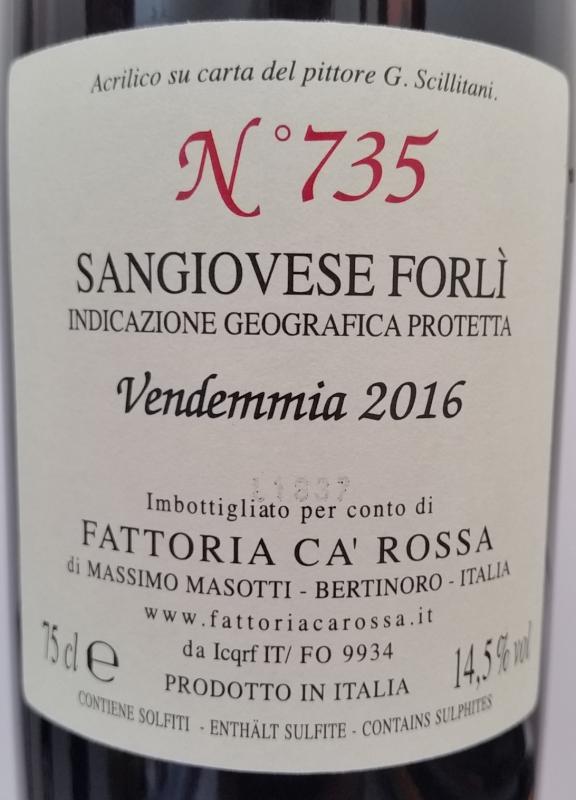 Acrilico su carta del pittore G. Scillitani.
N°735
SANGIOVESE FORLÌ
INDICAZIONE GEOGRAFICA PROTETTA
Vendemmia 2016
L1837
Imbottigliato per conto di
FATTORIA CA' ROSSA
di MASSIMO MASOTTI - BERTINORO - ITALIA
www.fattoriacarossa.it
da Icqrf IT/ FO 9934
75 cl e
14,5% vol
PRODOTTO IN ITALIA
CONTIENE SOLFITI - ENTHÄLT SULFITE - CONTAINS SULPHITES